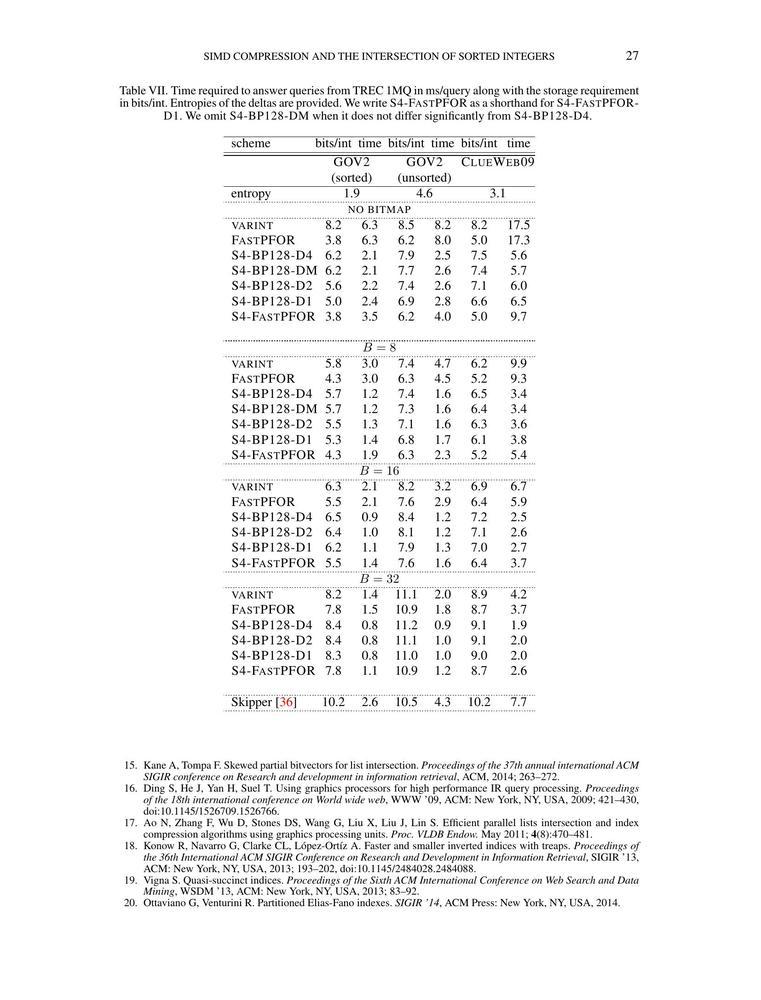 SIMD COMPRESSION AND THE INTERSECTION OF SORTED INTEGERS 27
Table VII. Time required to answer queries from TREC 1MQ in ms/query along with the storage requirement
in bits/int. Entropies of the deltas are provided. We write S4-FASTPFOR as a shorthand for S4-FASTPFOR-
D1. We omit S4-BP128-DM when it does not differ significantly from S4-BP128-D4.
scheme bits/int time bits/int time bits/int time
GOV2 GOV2 CLUEWEB09
(sorted) (unsorted)
entropy 1.9 4.6 3.1
NO BITMAP
VARINT 8.2 6.3 8.5 8.2 8.2 17.5
FASTPFOR 3.8 6.3 6.2 8.0 5.0 17.3
S4-BP128-D4 6.2 2.1 7.9 2.5 7.5 5.6
S4-BP128-DM 6.2 2.1 7.7 2.6 7.4 5.7
S4-BP128-D2 5.6 2.2 7.4 2.6 7.1 6.0
S4-BP128-D1 5.0 2.4 6.9 2.8 6.6 6.5
S4-FASTPFOR 3.8 3.5 6.2 4.0 5.0 9.7
B = 8
VARINT 5.8 3.0 7.4 4.7 6.2 9.9
FASTPFOR 4.3 3.0 6.3 4.5 5.2 9.3
S4-BP128-D4 5.7 1.2 7.4 1.6 6.5 3.4
S4-BP128-DM 5.7 1.2 7.3 1.6 6.4 3.4
S4-BP128-D2 5.5 1.3 7.1 1.6 6.3 3.6
S4-BP128-D1 5.3 1.4 6.8 1.7 6.1 3.8
S4-FASTPFOR 4.3 1.9 6.3 2.3 5.2 5.4
B = 16
VARINT 6.3 2.1 8.2 3.2 6.9 6.7
FASTPFOR 5.5 2.1 7.6 2.9 6.4 5.9
S4-BP128-D4 6.5 0.9 8.4 1.2 7.2 2.5
S4-BP128-D2 6.4 1.0 8.1 1.2 7.1 2.6
S4-BP128-D1 6.2 1.1 7.9 1.3 7.0 2.7
S4-FASTPFOR 5.5 1.4 7.6 1.6 6.4 3.7
B = 32
VARINT 8.2 1.4 11.1 2.0 8.9 4.2
FASTPFOR 7.8 1.5 10.9 1.8 8.7 3.7
S4-BP128-D4 8.4 0.8 11.2 0.9 9.1 1.9
S4-BP128-D2 8.4 0.8 11.1 1.0 9.1 2.0
S4-BP128-D1 8.3 0.8 11.0 1.0 9.0 2.0
S4-FASTPFOR 7.8 1.1 10.9 1.2 8.7 2.6
Skipper [36] 10.2 2.6 10.5 4.3 10.2 7.7
15. Kane A, Tompa F. Skewed partial bitvectors for list intersection. Proceedings of the 37th annual international ACM
SIGIR conference on Research and development in information retrieval, ACM, 2014; 263–272.
16. Ding S, He J, Yan H, Suel T. Using graphics processors for high performance IR query processing. Proceedings
of the 18th international conference on World wide web, WWW '09, ACM: New York, NY, USA, 2009; 421–430,
doi:10.1145/1526709.1526766.
17. Ao N, Zhang F, Wu D, Stones DS, Wang G, Liu X, Liu J, Lin S. Efficient parallel lists intersection and index
compression algorithms using graphics processing units. Proc. VLDB Endow. May 2011; 4(8):470–481.
18. Konow R, Navarro G, Clarke CL, López-Ortíz A. Faster and smaller inverted indices with treaps. Proceedings of
the 36th International ACM SIGIR Conference on Research and Development in Information Retrieval, SIGIR '13,
ACM: New York, NY, USA, 2013; 193–202, doi:10.1145/2484028.2484088.
19. Vigna S. Quasi-succinct indices. Proceedings of the Sixth ACM International Conference on Web Search and Data
Mining, WSDM '13, ACM: New York, NY, USA, 2013; 83–92.
20. Ottaviano G, Venturini R. Partitioned Elias-Fano indexes. SIGIR '14, ACM Press: New York, NY, USA, 2014.